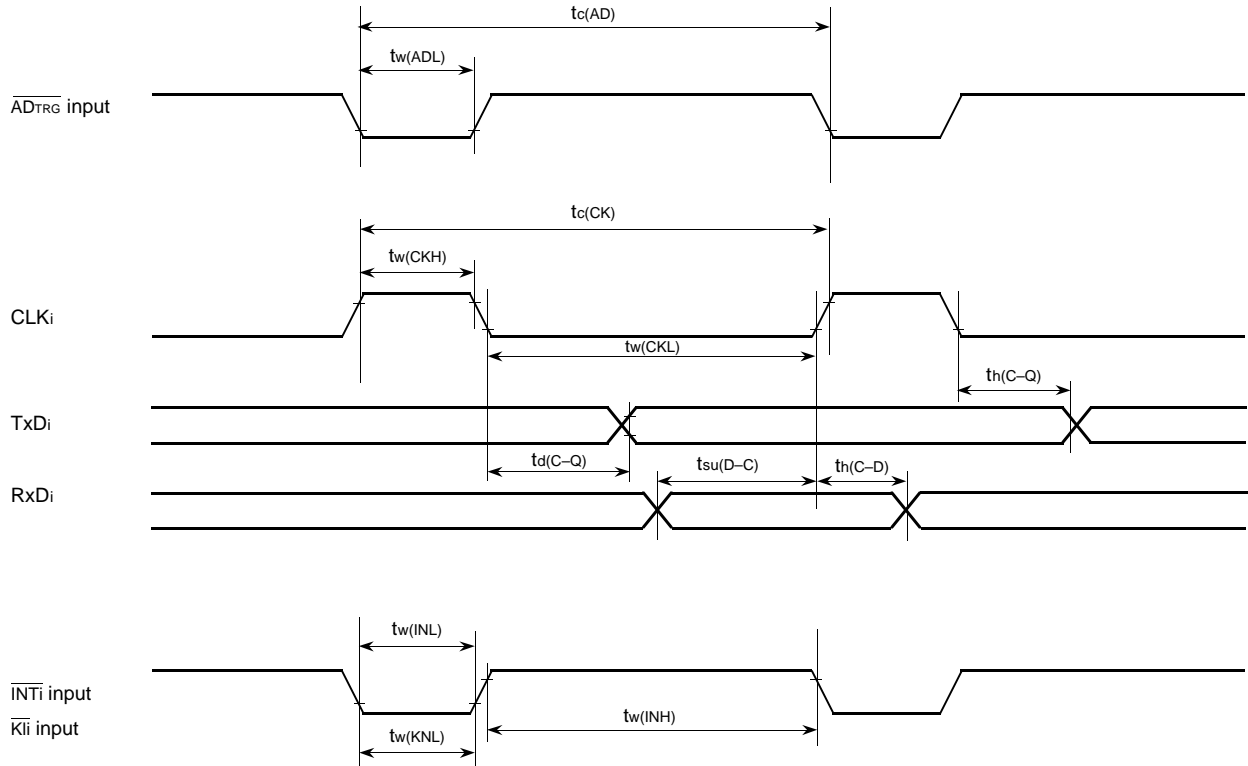 tc(AD)
tw(ADL)
ADTRG input
tc(CK)
tw(CKH)
CLKi
tw(CKL)
th(C–Q)
TxDi
td(C–Q)
tsu(D–C)
th(C–D)
RxDi
tw(INL)
INTi input
KIi input
tw(INH)
tw(KNL)